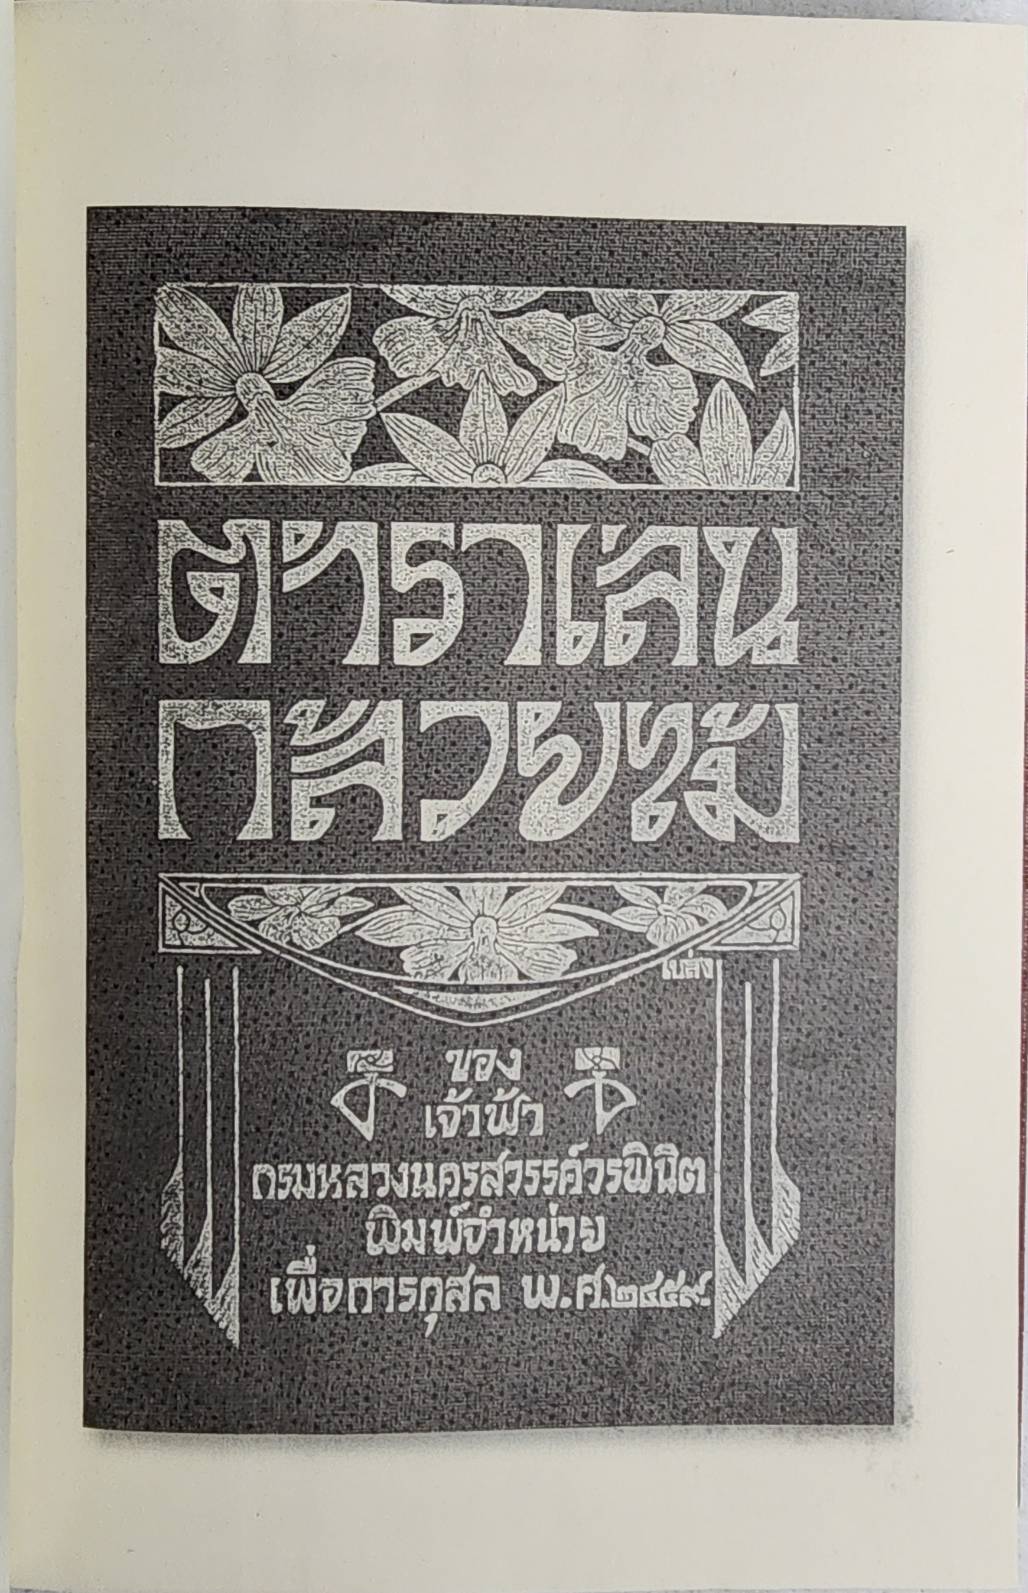 ตำราเล่น
กล้วยไม้
เปล่ง
ของ
เจ้าฟ้า
กรมหลวงนครสวรรค์วรพินิต
พิมพ์จำหน่าย
เพื่อการกุศล พ.ศ.๒๔๕๙.